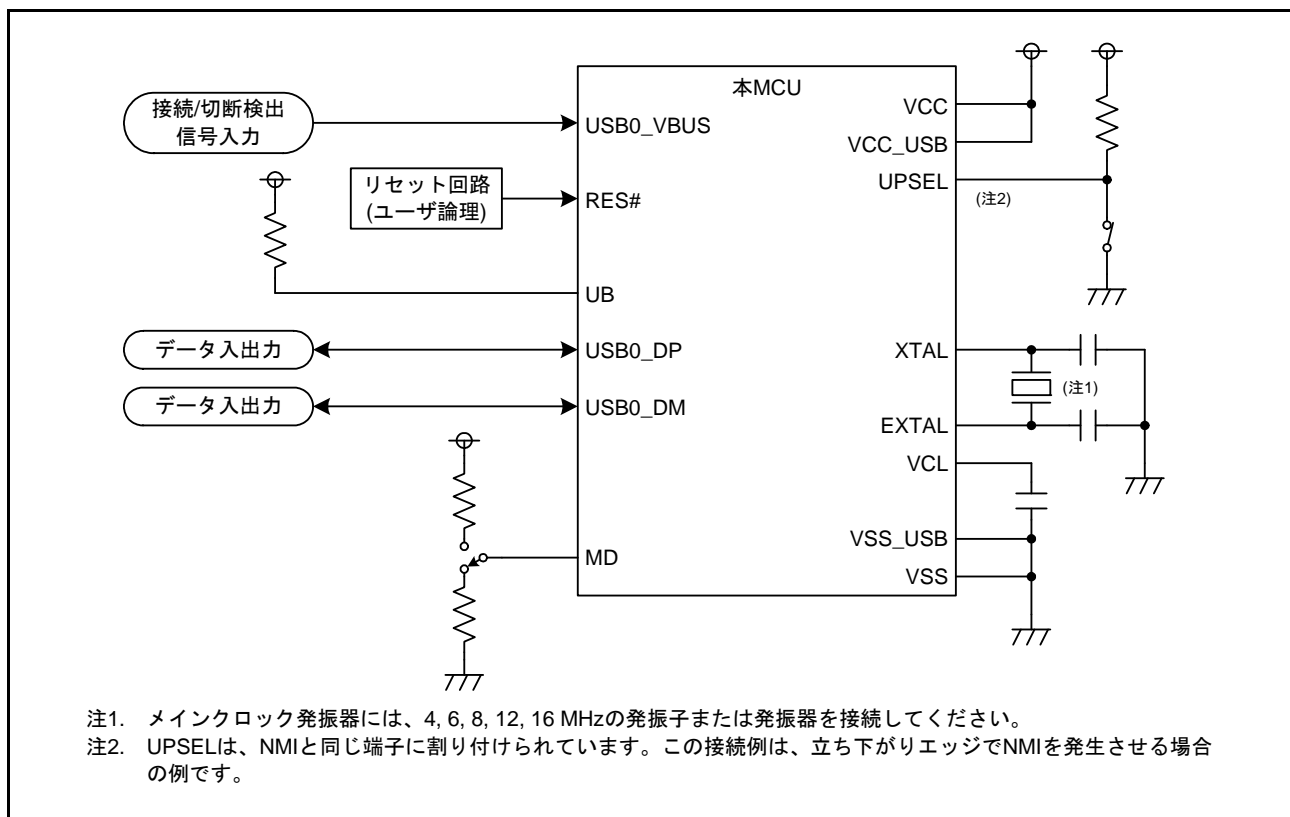 本MCU
接続/切断検出
信号入力
USB0_VBUS
リセット回路
(ユーザ論理)
RES#
UB
データ入出力
USB0_DP
データ入出力
USB0_DM
MD
VCC
VCC_USB
UPSEL
(注2)
XTAL
(注1)
EXTAL
VCL
VSS_USB
VSS
注1. メインクロック発振器には、4, 6, 8, 12, 16 MHzの発振子または発振器を接続してください。
注2. UPSELは、NMIと同じ端子に割り付けられています。この接続例は、立ち下がりエッジでNMIを発生させる場合
の例です。